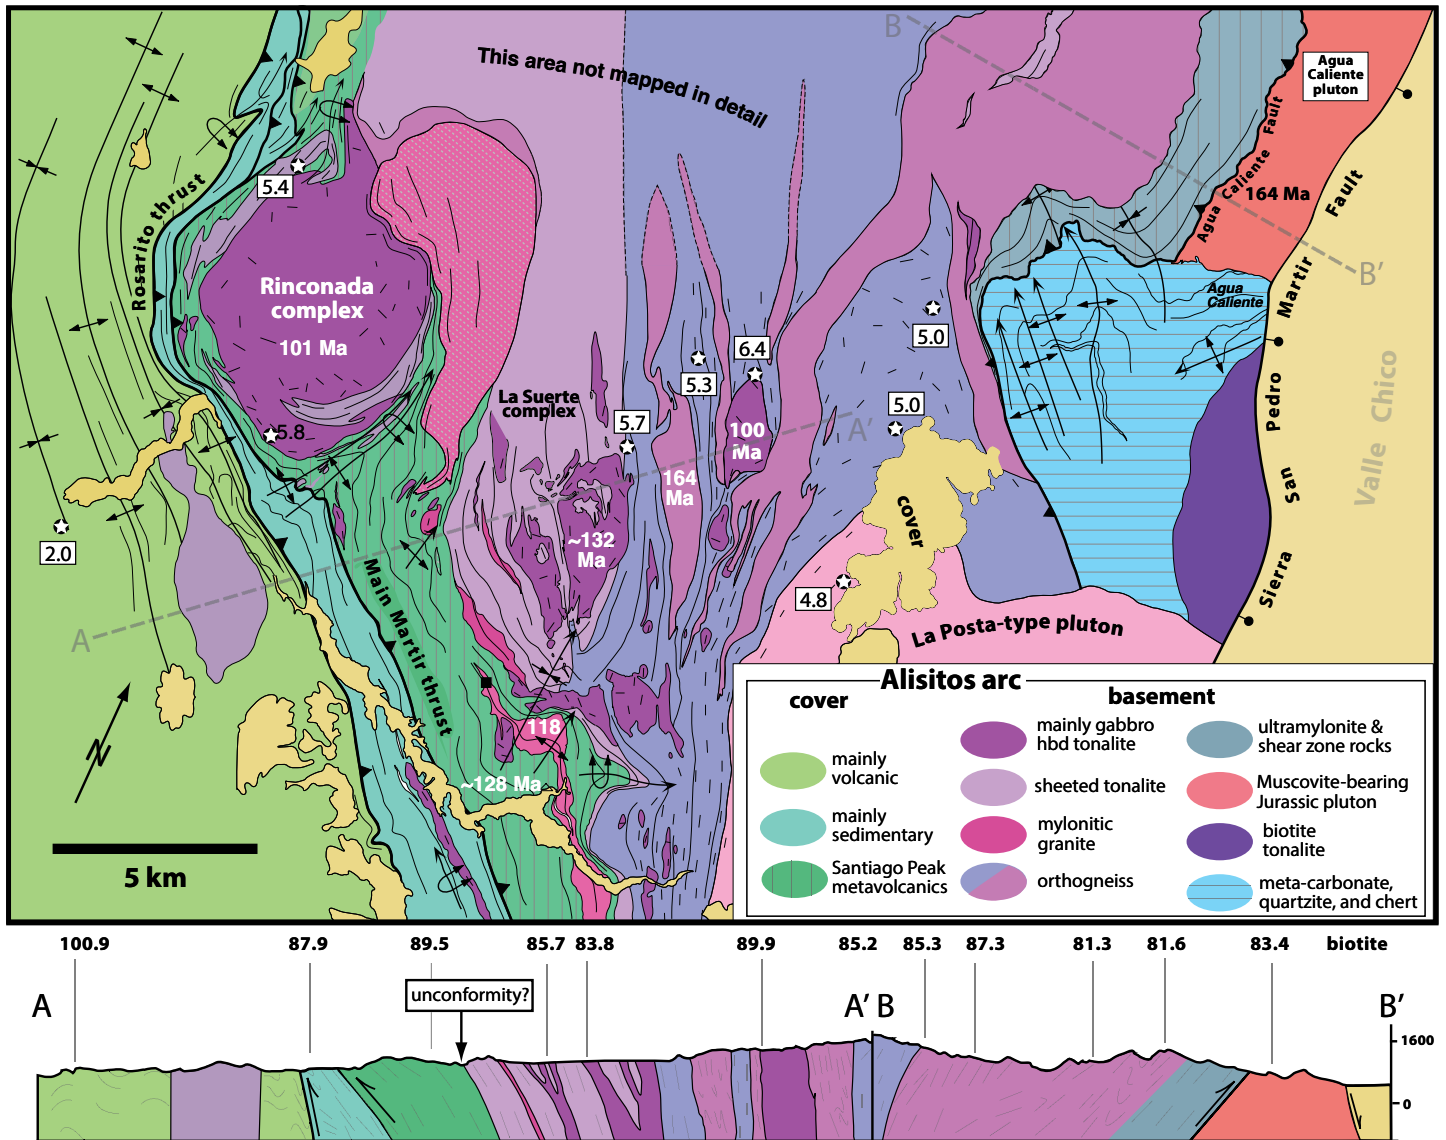 This area not mapped in detail
B
Agua
Caliente
pluton
Agua Caliente Fault
164 Ma
B’
Rosarito thrust
5.4
Rinconada
complex
101 Ma
5.8
2.0
La Suerte
complex
5.7
5.3
6.4
100
Ma
164
Ma
~132
Ma
5.0
5.0
A’
cover
4.8
Agua
Caliente
Sierra San Pedro Martir Fault
Valle Chico
A
Main Martir thrust
La Posta-type pluton
118
~128 Ma
N
5 km
Alisitos arc
cover
basement
mainly
volcanic
mainly
sedimentary
Santiago Peak
metavolcanics
mainly gabbro
hbd tonalite
sheeted tonalite
mylonitic
granite
orthogneiss
ultramylonite &
shear zone rocks
Muscovite-bearing
Jurassic pluton
biotite
tonalite
meta-carbonate,
quartzite, and chert
100.9 87.9 89.5 85.7 83.8 89.9 85.2 85.3 87.3 81.3 81.6 83.4 biotite
A
unconformity?
A’ B
B’
1600
0